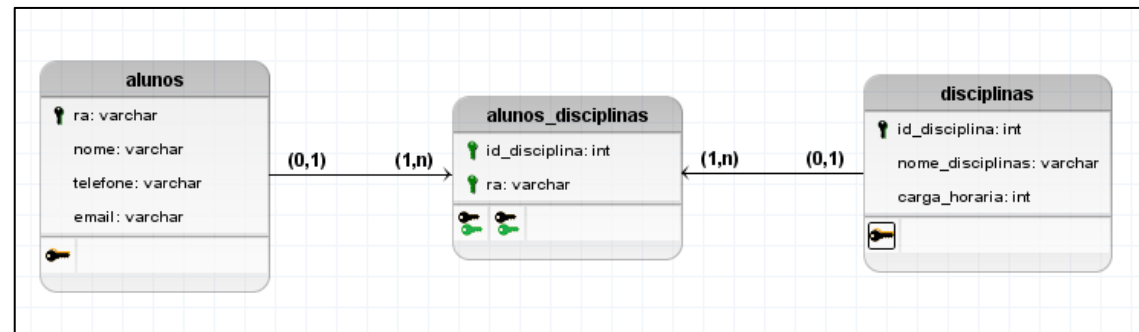 alunos
ra: varchar
nome: varchar
telefone: varchar
email: varchar
(0,1)
(1,n)
alunos_disciplinas
id_disciplina: int
ra: varchar
(1,n)
(0,1)
disciplinas
id_disciplina: int
nome_disciplinas: varchar
carga_horaria: int